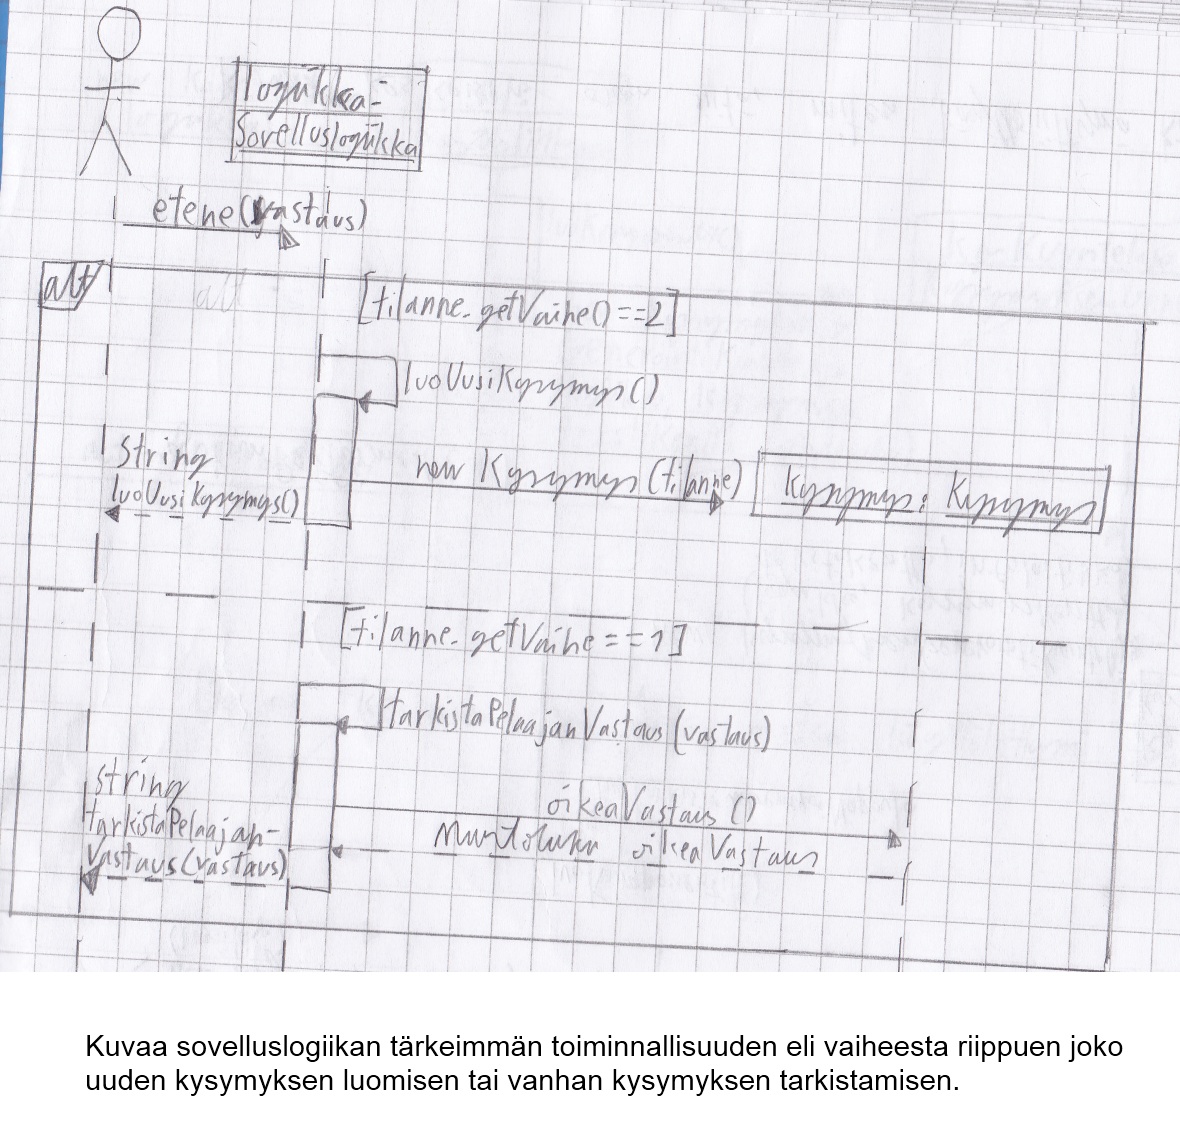 logiikka:
Sovelluslogiikka
etene(vastaus)
alt
alt
[tilanne.getVaihe()==2]
luoUusiKysymys()
String
luoUusiKysymys()
new Kysymys(tilanne)
kysymys: Kysymys
[tilanne.getVaihe==1]
tarkistaPelaajanVastaus(vastaus)
string
tarkistaPelaajan-
Vastaus(vastaus)
oikeaVastaus()
Murtoluku oikeaVastaus
Kuvaa sovelluslogiikan tärkeimmän toiminnallisuuden eli vaiheesta riippuen joko
uuden kysymyksen luomisen tai vanhan kysymyksen tarkistamisen.